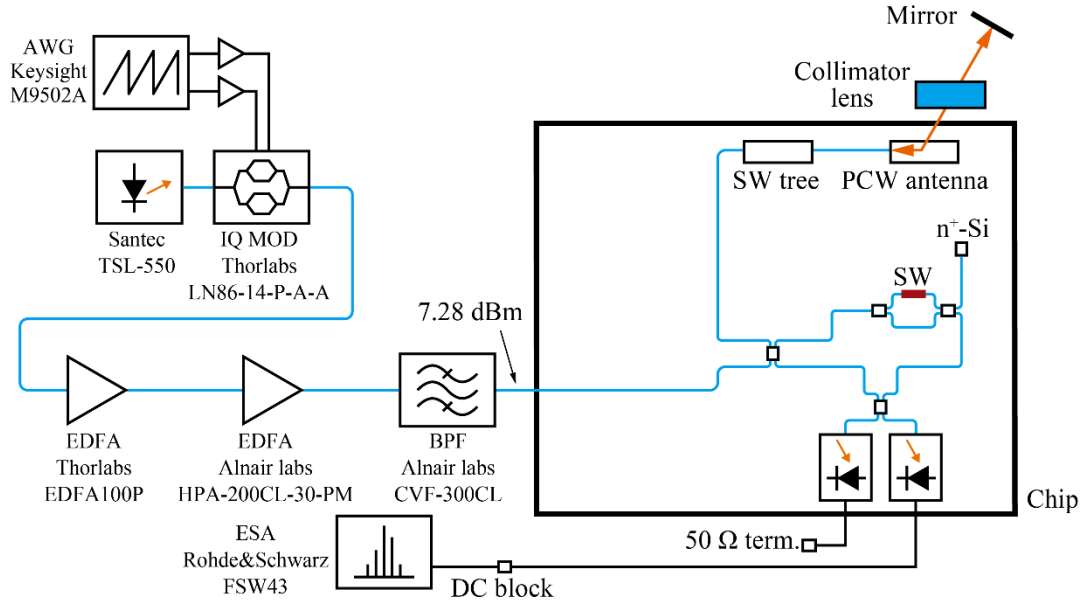 AWG
Keysight
M9502A
Santec
TSL-550
IQ MOD
Thorlabs
LN86-14-P-A-A
Mirror
Collimator
lens
SW tree
PCW antenna
n⁺-Si
SW
7.28 dBm
EDFA
Thorlabs
EDFA100P
EDFA
Alnair labs
HPA-200CL-30-PM
BPF
Alnair labs
CVF-300CL
Chip
50 Ω term.
ESA
Rohde&Schwarz
FSW43
DC block